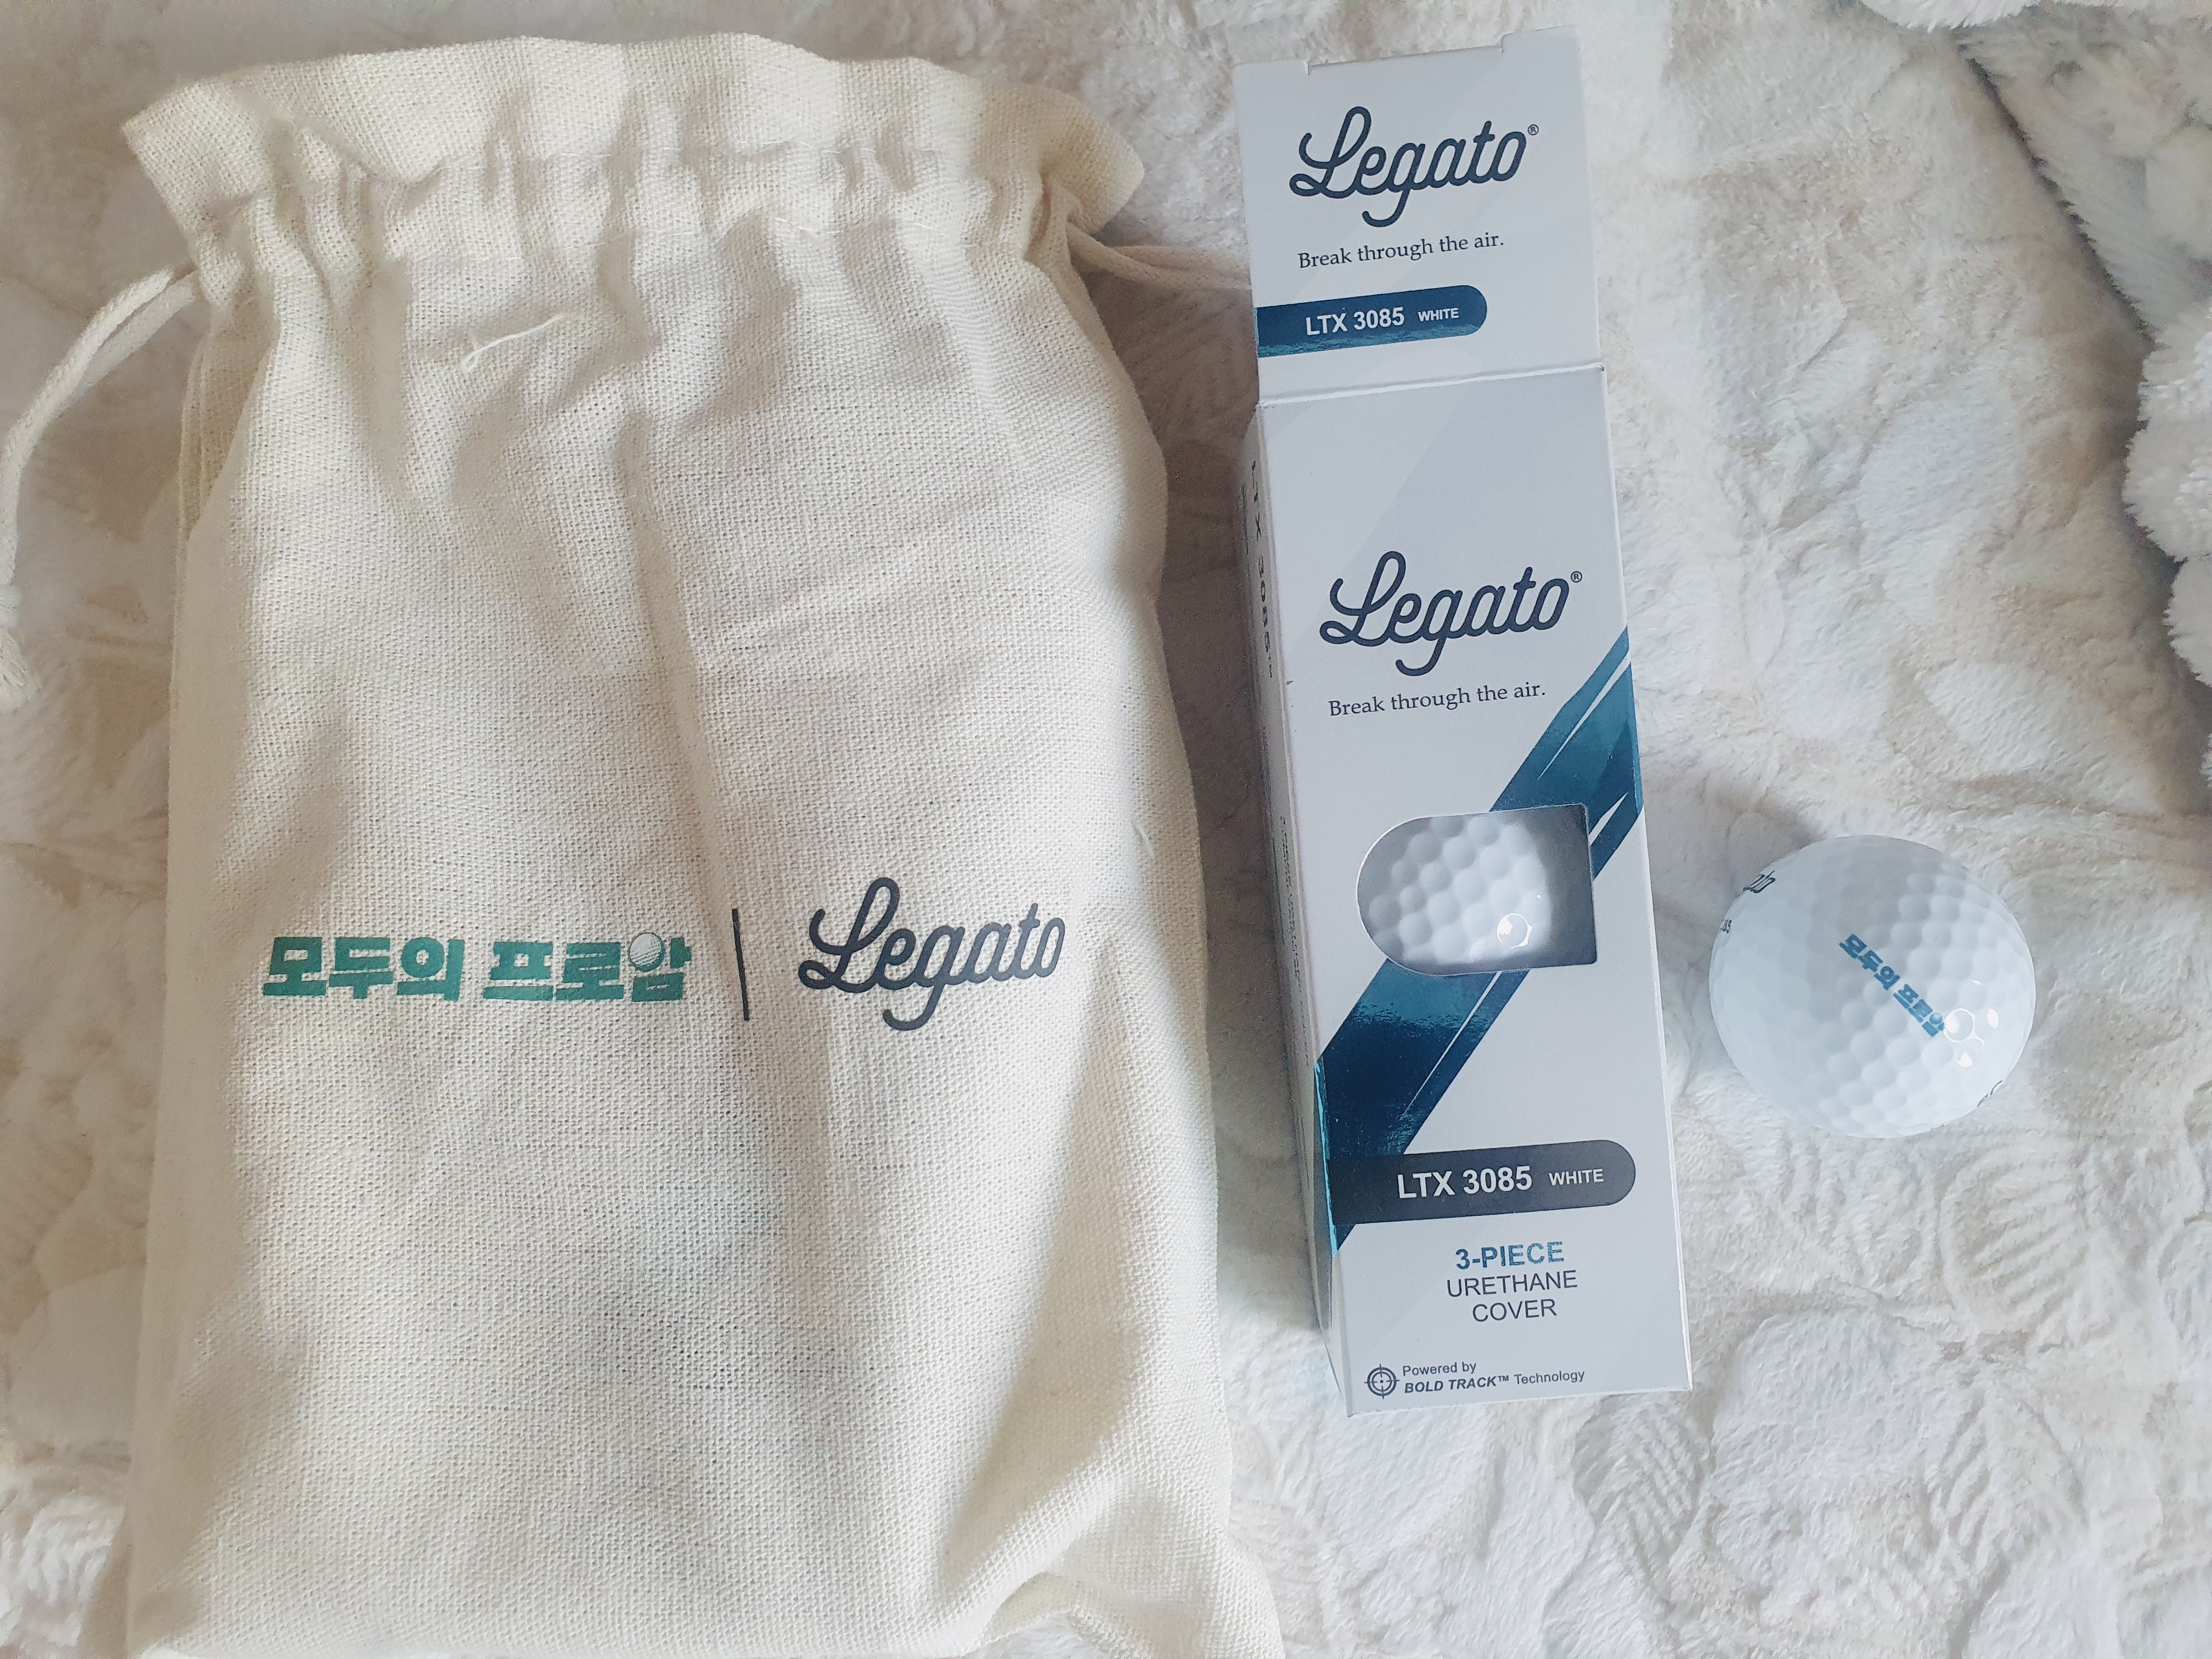 모두의 프로암 | Legato
Legato®
Break through the air.
LTX 3085 WHITE
Legato®
Break through the air.
LTX 3085 WHITE
3-PIECE
URETHANE
COVER
Powered by
BOLD TRACK™ Technology
모두의 프로암